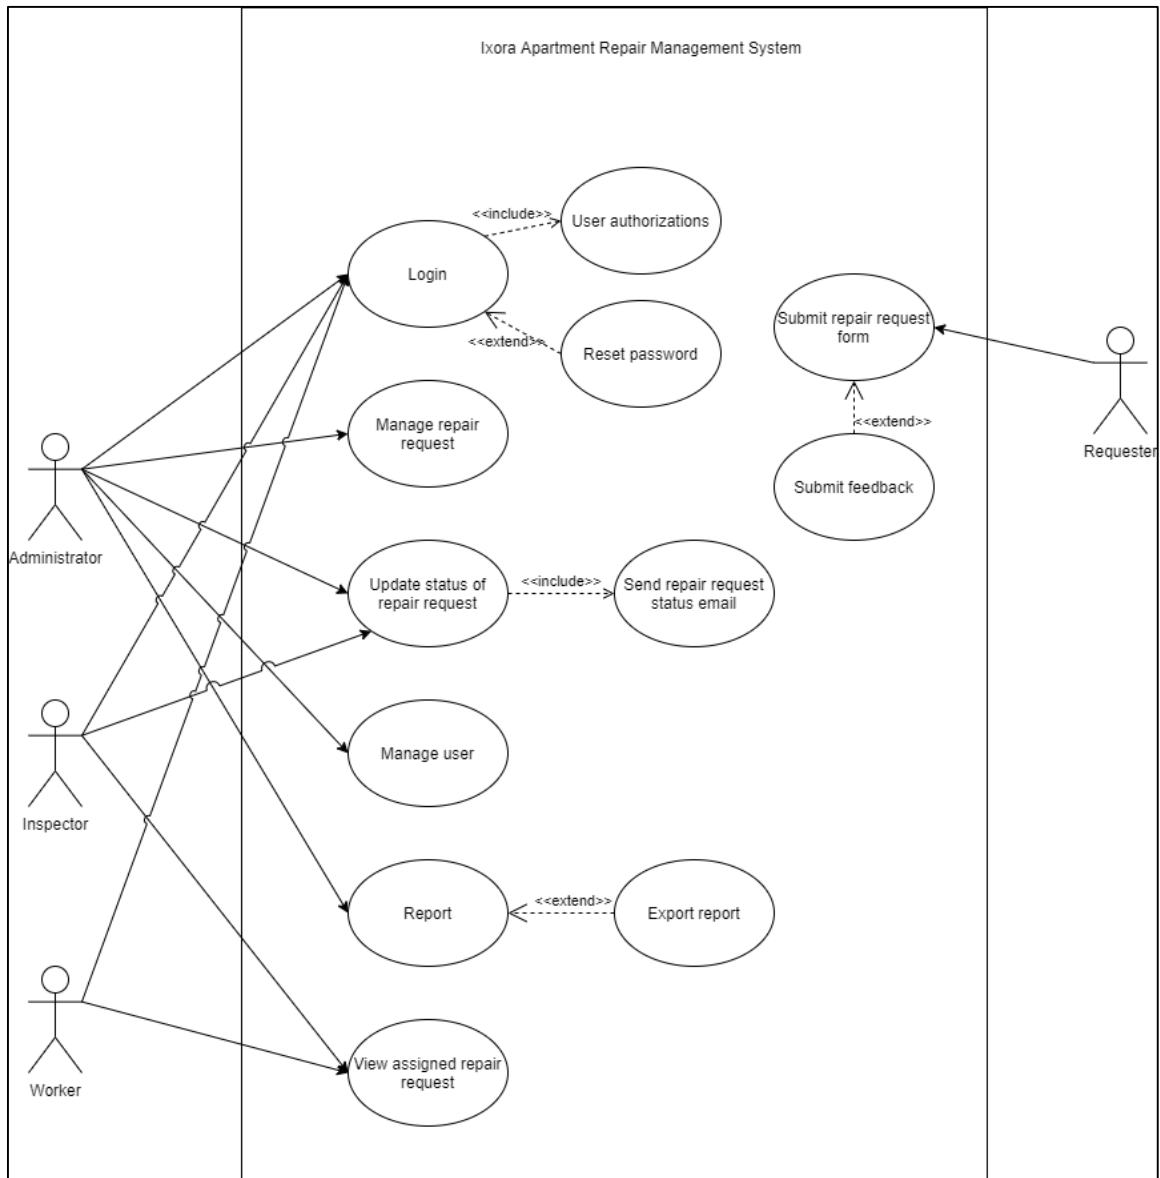 Ixora Apartment Repair Management System
<<include>>
User authorizations
Login
<<extend>>
Reset password
Submit repair request
form
Manage repair
request
<<extend>>
Requester
Submit feedback
Administrator
Update status of
repair request
<<include>>
Send repair request
status email
Manage user
Inspector
Report
<<extend>>
Export report
View assigned repair
request
Worker